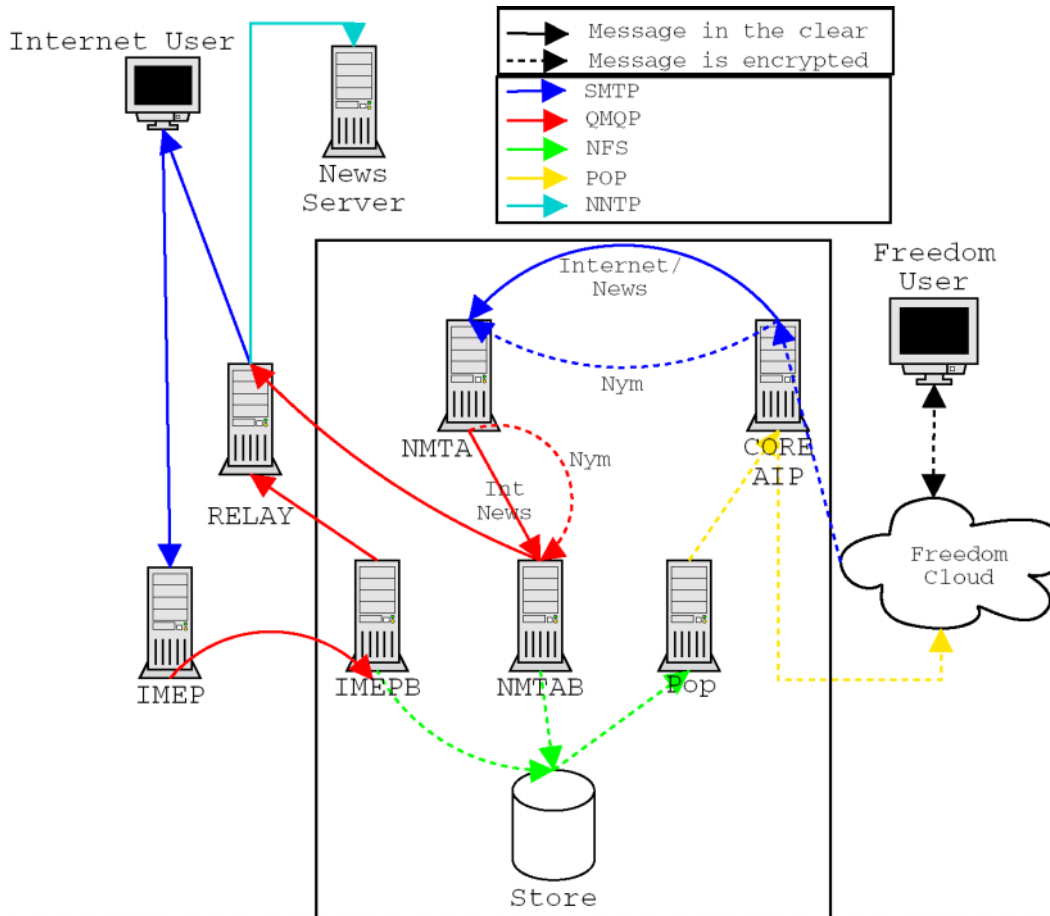 Internet User
News
Server
Message in the clear
Message is encrypted
SMTP
QMQP
NFS
POP
NNTP
Internet/
News
Nym
Freedom
User
NMTA
Nym
Int
News
CORE
AIP
RELAY
Freedom
Cloud
IMEP
IMEPB
NMTAB
Pop
Store